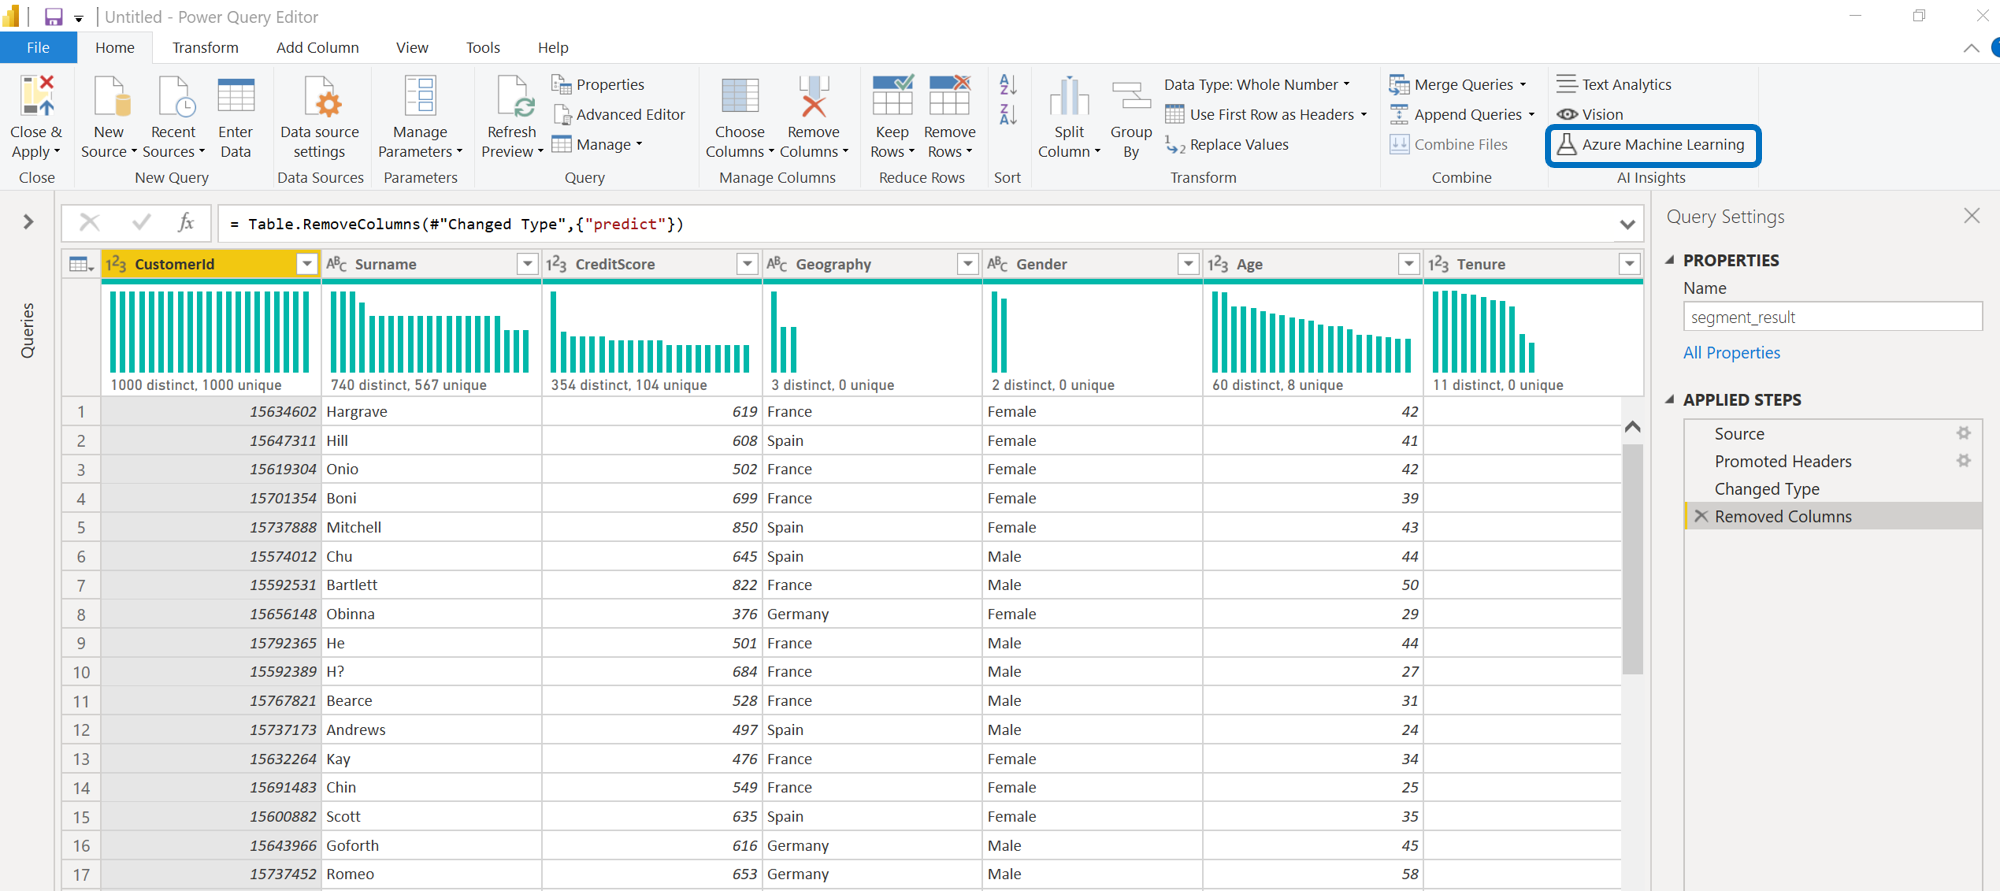 Untitled - Power Query Editor
File Home Transform Add Column View Tools Help
Close & Apply
Close
New Source
Recent Sources
Enter Data
New Query
Data source settings
Data Sources
Manage Parameters
Parameters
Refresh Preview
Properties
Advanced Editor
Manage
Query
Choose Columns
Remove Columns
Manage Columns
Keep Rows
Remove Rows
Reduce Rows
Sort
Split Column
Group By
Data Type: Whole Number
Use First Row as Headers
Replace Values
Transform
Merge Queries
Append Queries
Combine Files
Combine
Text Analytics
Vision
Azure Machine Learning
AI Insights
fx = Table.RemoveColumns(#"Changed Type",{"predict"})
Queries
123 CustomerId ABC Surname 123 CreditScore ABC Geography ABC Gender 123 Age 123 Tenure
1000 distinct, 1000 unique 740 distinct, 567 unique 354 distinct, 104 unique 3 distinct, 0 unique 2 distinct, 0 unique 60 distinct, 8 unique 11 distinct, 0 unique
1 15634602 Hargrave 619 France Female 42
2 15647311 Hill 608 Spain Female 41
3 15619304 Onio 502 France Female 42
4 15701354 Boni 699 France Female 39
5 15737888 Mitchell 850 Spain Female 43
6 15574012 Chu 645 Spain Male 44
7 15592531 Bartlett 822 France Male 50
8 15656148 Obinna 376 Germany Female 29
9 15792365 He 501 France Male 44
10 15592389 H? 684 France Male 27
11 15767821 Bearce 528 France Male 31
12 15737173 Andrews 497 Spain Male 24
13 15632264 Kay 476 France Female 34
14 15691483 Chin 549 France Female 25
15 15600882 Scott 635 Spain Female 35
16 15643966 Goforth 616 Germany Male 45
17 15737452 Romeo 653 Germany Male 58
Query Settings
PROPERTIES
Name
segment_result
All Properties
APPLIED STEPS
Source
Promoted Headers
Changed Type
Removed Columns